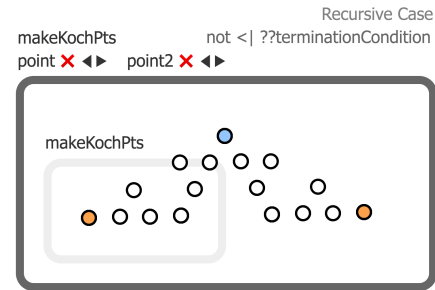 Recursive Case
makeKochPts not <| ??terminationCondition
point point2
makeKochPts